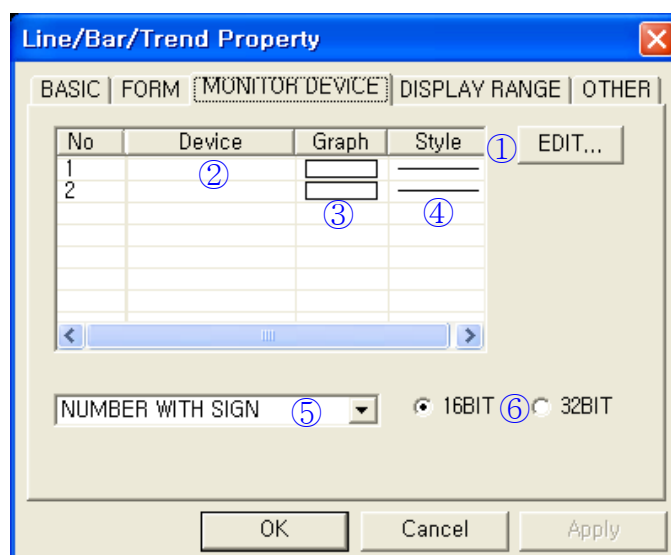 Line/Bar/Trend Property
BASIC FORM MONITOR DEVICE DISPLAY RANGE OTHER
No Device Graph Style ① EDIT...
1
②
2
③ ④
NUMBER WITH SIGN ⑤ 16BIT ⑥ 32BIT
OK Cancel Apply